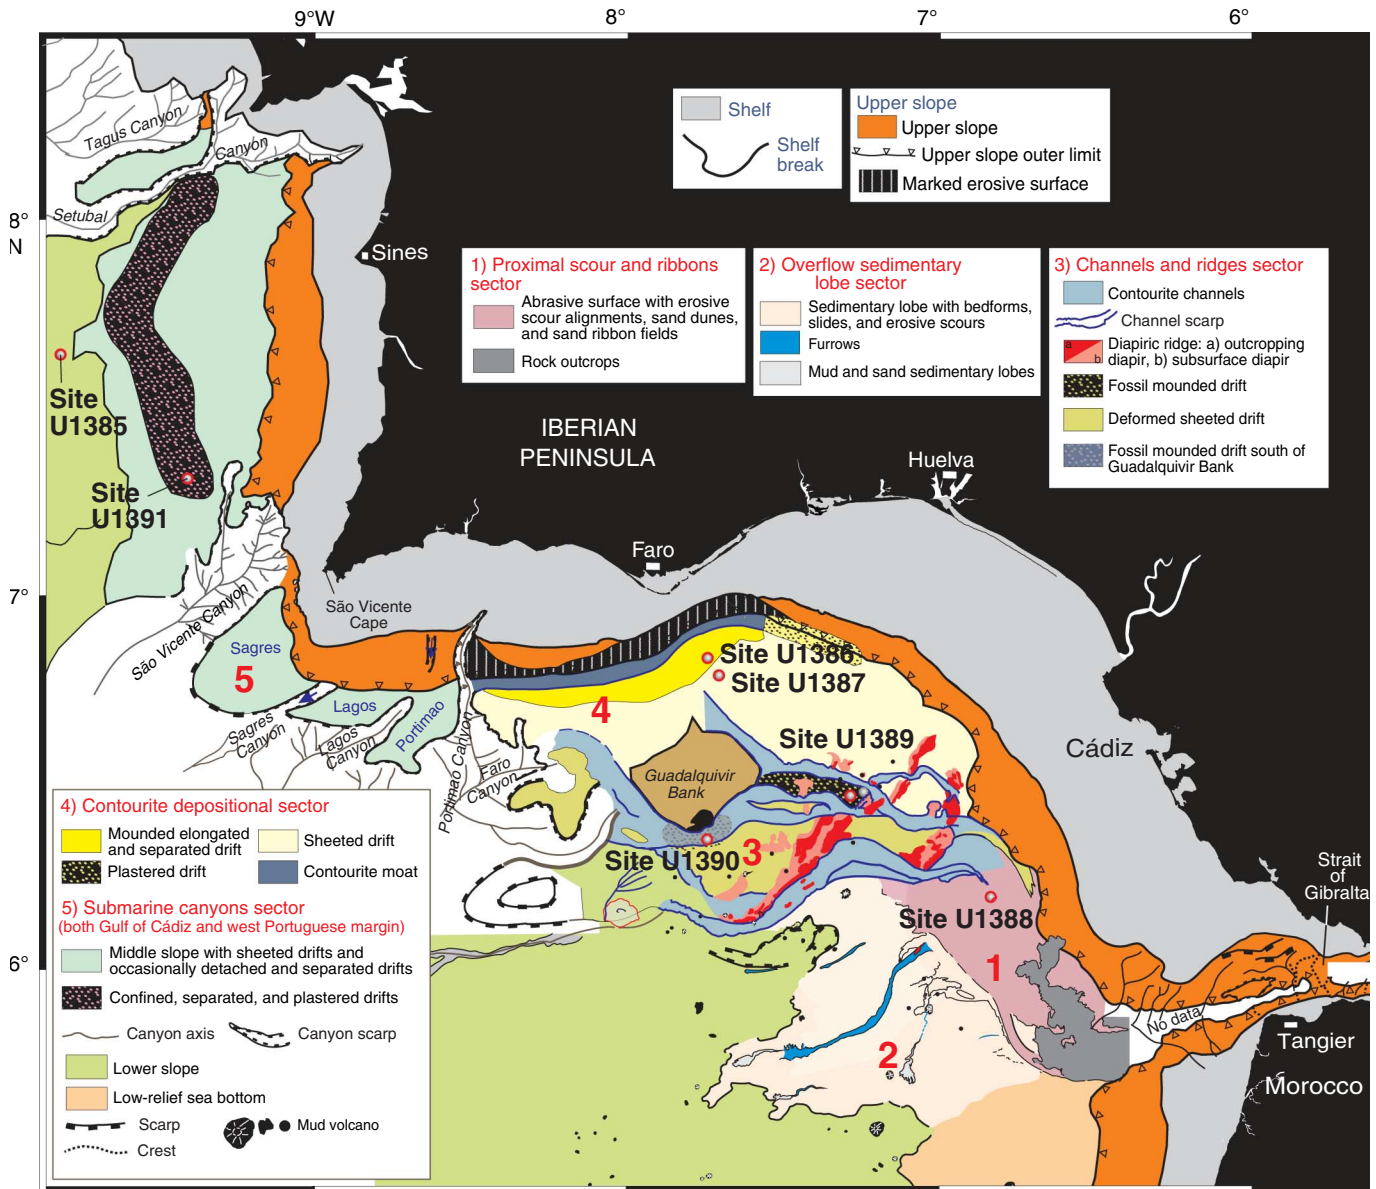 9°W
8°
7°
6°
8°
N
7°
6°
Tagus Canyon
Canyon
Setubal
Sines
Site
U1385
Site
U1391
Shelf
Shelf
break
Upper slope
Upper slope
Upper slope outer limit
Marked erosive surface
1) Proximal scour and ribbons
sector
Abrasive surface with erosive
scour alignments, sand dunes,
and sand ribbon fields
Rock outcrops
2) Overflow sedimentary
lobe sector
Sedimentary lobe with bedforms,
slides, and erosive scours
Furrows
Mud and sand sedimentary lobes
3) Channels and ridges sector
Contourite channels
Channel scarp
a
b
Diapiric ridge: a) outcropping
diapir, b) subsurface diapir
Fossil mounded drift
Deformed sheeted drift
Fossil mounded drift south of
Guadalquivir Bank
IBERIAN
PENINSULA
Huelva
Faro
São Vicente
Cape
São Vicente Canyon
Sagres
5
Lagos
Portimao
Sagres
Canyon
Lagos
Canyon
Portimao Canyon
Faro
Canyon
Site U1386
Site U1387
4
Site U1389
Guadalquivir
Bank
Cádiz
Site U1390
3
Site U1388
1
2
Strait
of
Gibralta
No data
Tangier
Morocco
4) Contourite depositional sector
Mounded elongated
and separated drift
Sheeted drift
Plastered drift
Contourite moat
5) Submarine canyons sector
(both Gulf of Cádiz and west Portuguese margin)
Middle slope with sheeted drifts and
occasionally detached and separated drifts
Confined, separated, and plastered drifts
Canyon axis
Canyon scarp
Lower slope
Low-relief sea bottom
Scarp
Mud volcano
Crest